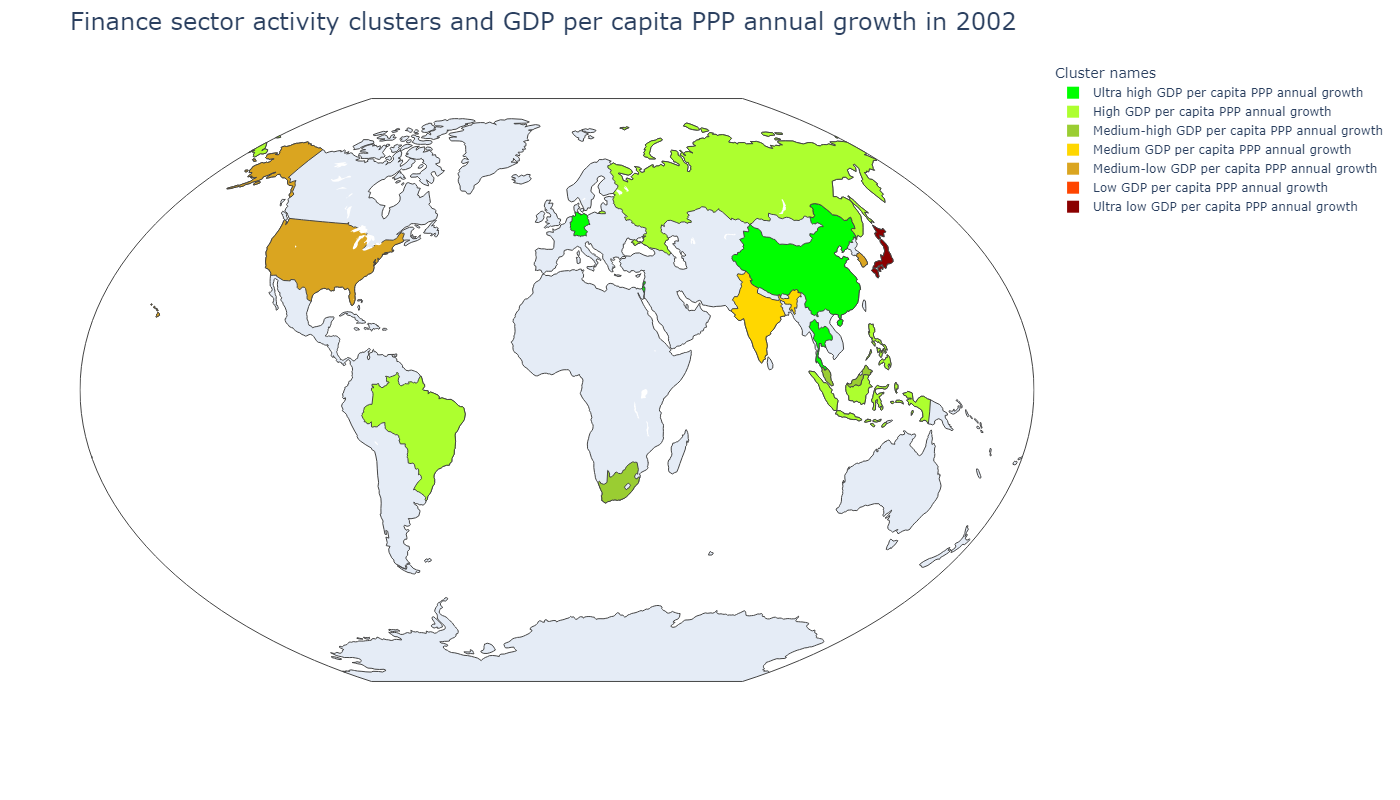 Finance sector activity clusters and GDP per capita PPP annual growth in 2002
Cluster names
Ultra high GDP per capita PPP annual growth
High GDP per capita PPP annual growth
Medium-high GDP per capita PPP annual growth
Medium GDP per capita PPP annual growth
Medium-low GDP per capita PPP annual growth
Low GDP per capita PPP annual growth
Ultra low GDP per capita PPP annual growth